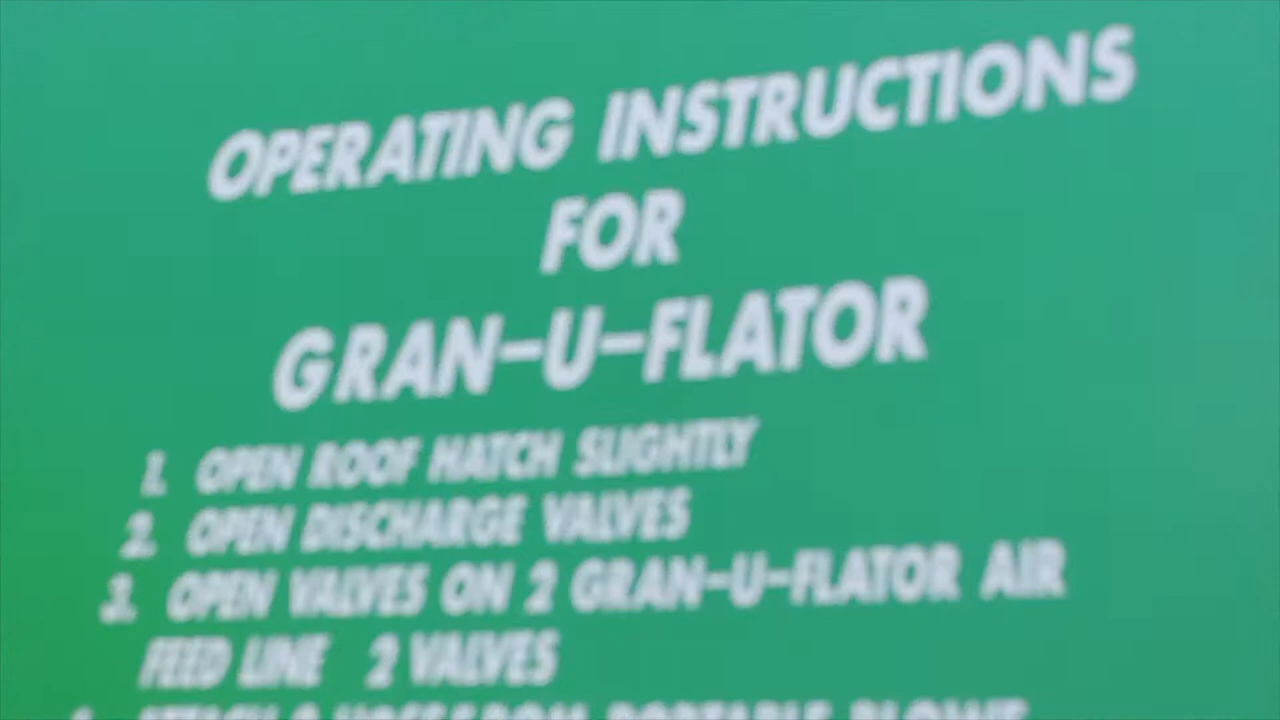 OPERATING INSTRUCTIONS
FOR
GRAN-U-FLATOR
1. OPEN ROOF HATCH SLIGHTLY
2. OPEN DISCHARGE VALVES
3. OPEN VALVES ON 2 GRAN-U-FLATOR AIR
FEED LINE 2 VALVES